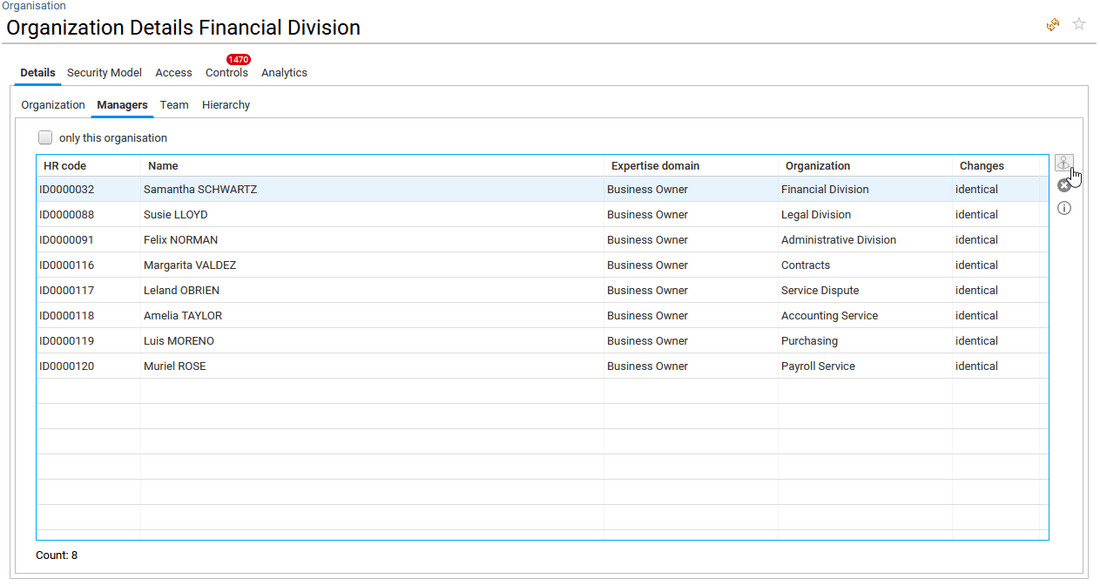 Organisation
Organization Details Financial Division
1470
Details Security Model Access Controls Analytics
Organization Managers Team Hierarchy
only this organisation
HR code Name Expertise domain Organization Changes
ID0000032 Samantha SCHWARTZ Business Owner Financial Division identical
ID0000088 Susie LLOYD Business Owner Legal Division identical
ID0000091 Felix NORMAN Business Owner Administrative Division identical
ID0000116 Margarita VALDEZ Business Owner Contracts identical
ID0000117 Leland OBRIEN Business Owner Service Dispute identical
ID0000118 Amelia TAYLOR Business Owner Accounting Service identical
ID0000119 Luis MORENO Business Owner Purchasing identical
ID0000120 Muriel ROSE Business Owner Payroll Service identical
Count: 8